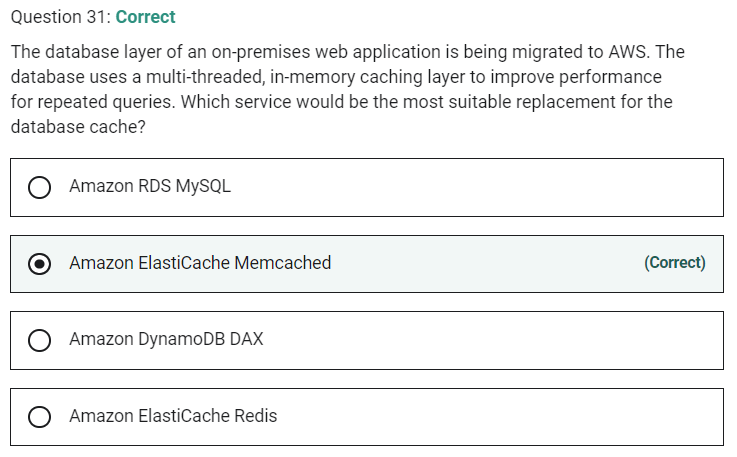 Question 31: Correct
The database layer of an on-premises web application is being migrated to AWS. The
database uses a multi-threaded, in-memory caching layer to improve performance
for repeated queries. Which service would be the most suitable replacement for the
database cache?
Amazon RDS MySQL
Amazon ElastiCache Memcached (Correct)
Amazon DynamoDB DAX
Amazon ElastiCache Redis